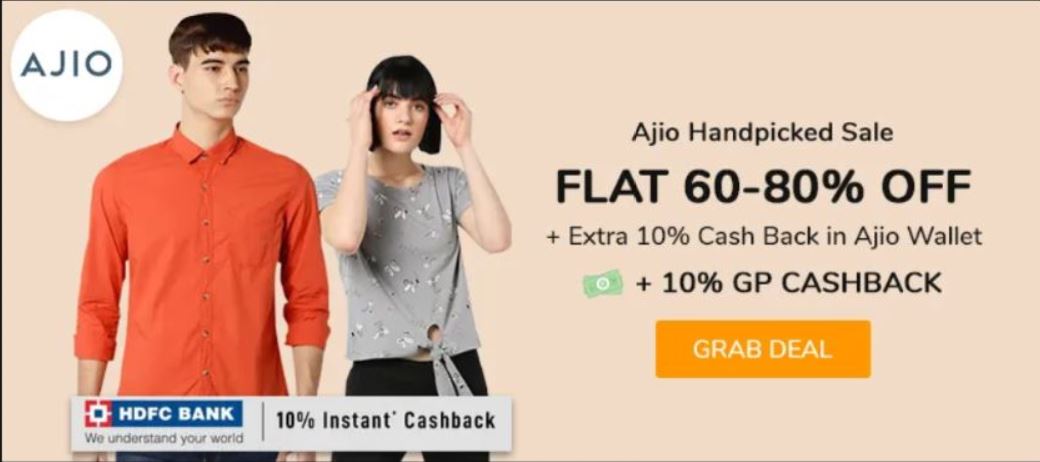 AJIO
Ajio Handpicked Sale
FLAT 60-80% OFF
+ Extra 10% Cash Back in Ajio Wallet
+ 10% GP CASHBACK
GRAB DEAL
HDFC BANK
We understand your world
10% Instant* Cashback